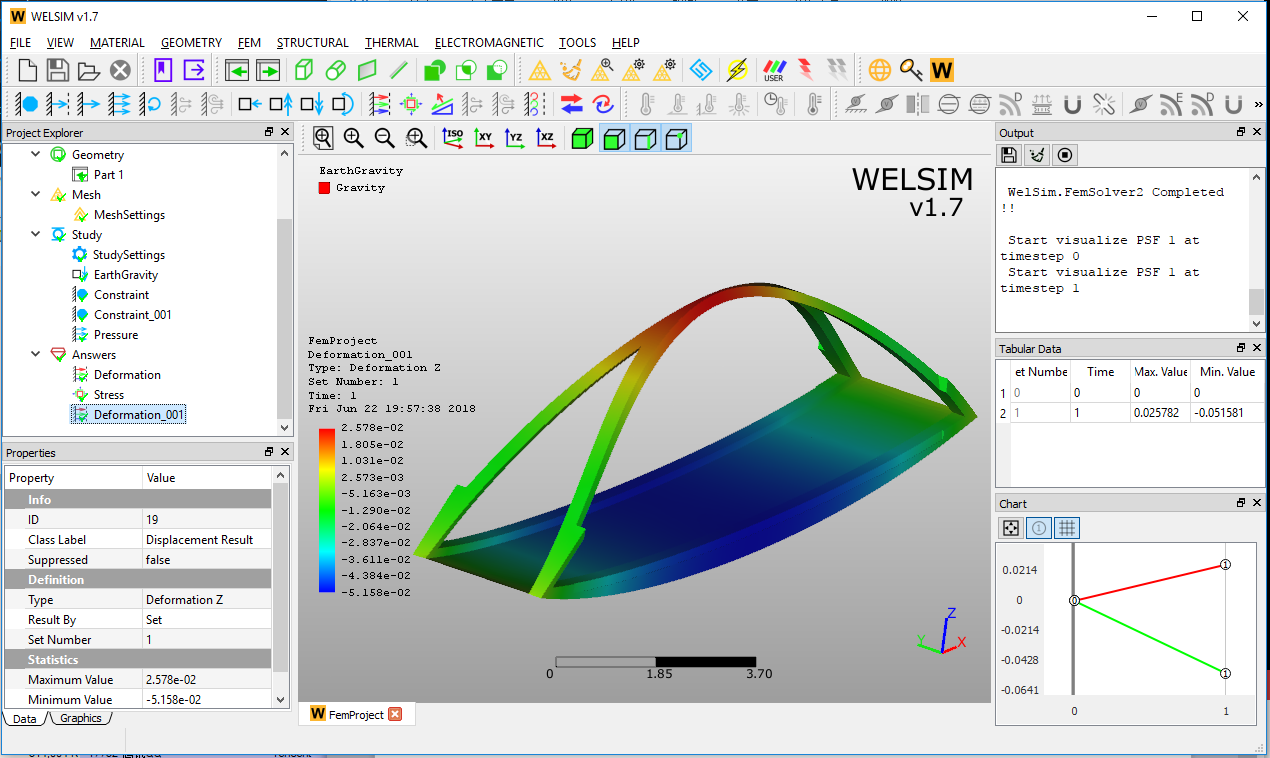 WELSIM v1.7
FILE VIEW MATERIAL GEOMETRY FEM STRUCTURAL THERMAL ELECTROMAGNETIC TOOLS HELP
USER
W
Project Explorer
Geometry
Part 1
Mesh
MeshSettings
Study
StudySettings
EarthGravity
Constraint
Constraint_001
Pressure
Answers
Deformation
Stress
Deformation_001
Properties
Property Value
Info
ID 19
Class Label Displacement Result
Suppressed false
Definition
Type Deformation Z
Result By Set
Set Number 1
Statistics
Maximum Value 2.578e-02
Minimum Value -5.158e-02
Data Graphics
ISO XY YZ XZ
EarthGravity
Gravity
WELSIM
v1.7
FemProject
Deformation_001
Type: Deformation Z
Set Number: 1
Time: 1
Fri Jun 22 19:57:38 2018
2.578e-02
1.805e-02
1.031e-02
2.573e-03
-5.163e-03
-1.290e-02
-2.064e-02
-2.837e-02
-3.611e-02
-4.384e-02
-5.158e-02
Z
Y X
0 1.85 3.70
FemProject
Output
WelSim.FemSolver2 Completed
!!
Start visualize PSF 1 at
timestep 0
Start visualize PSF 1 at
timestep 1
Tabular Data
et Numbe Time Max. Value Min. Value
1 0 0 0 0
2 1 1 0.025782 -0.051581
Chart
0.0214
0
-0.0214
-0.0428
-0.0641
0 1
0
1
1